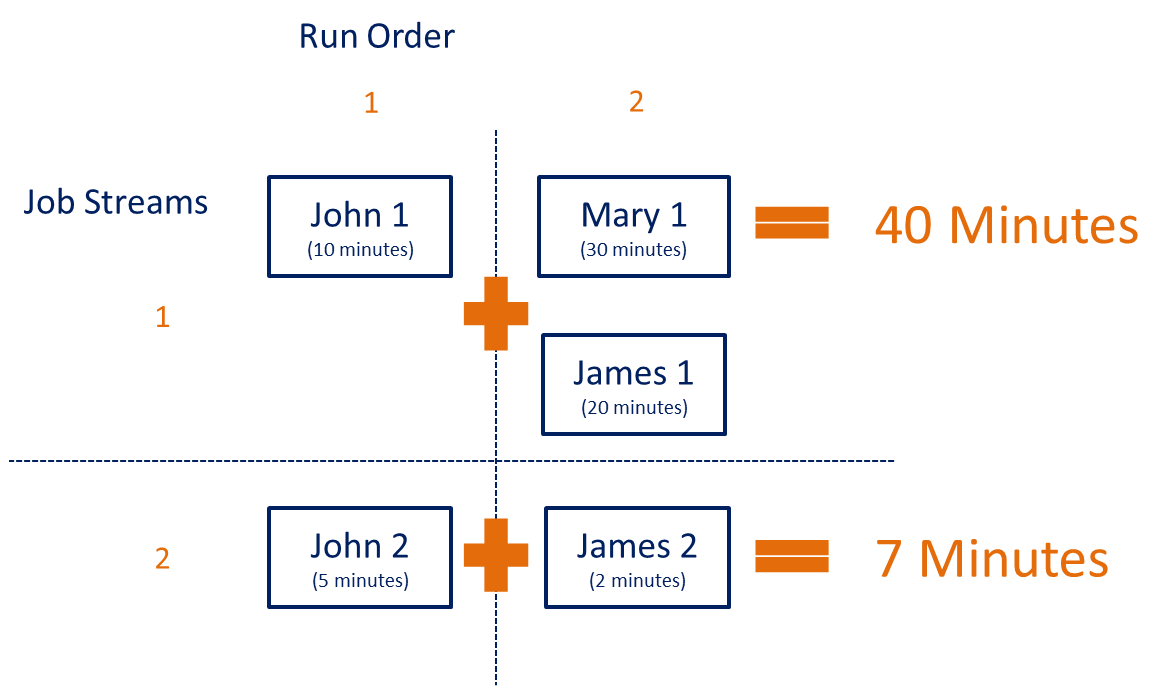 Run Order
1
2
Job Streams
John 1
(10 minutes)
Mary 1
(30 minutes)
40 Minutes
1
James 1
(20 minutes)
2
John 2
(5 minutes)
James 2
(2 minutes)
7 Minutes